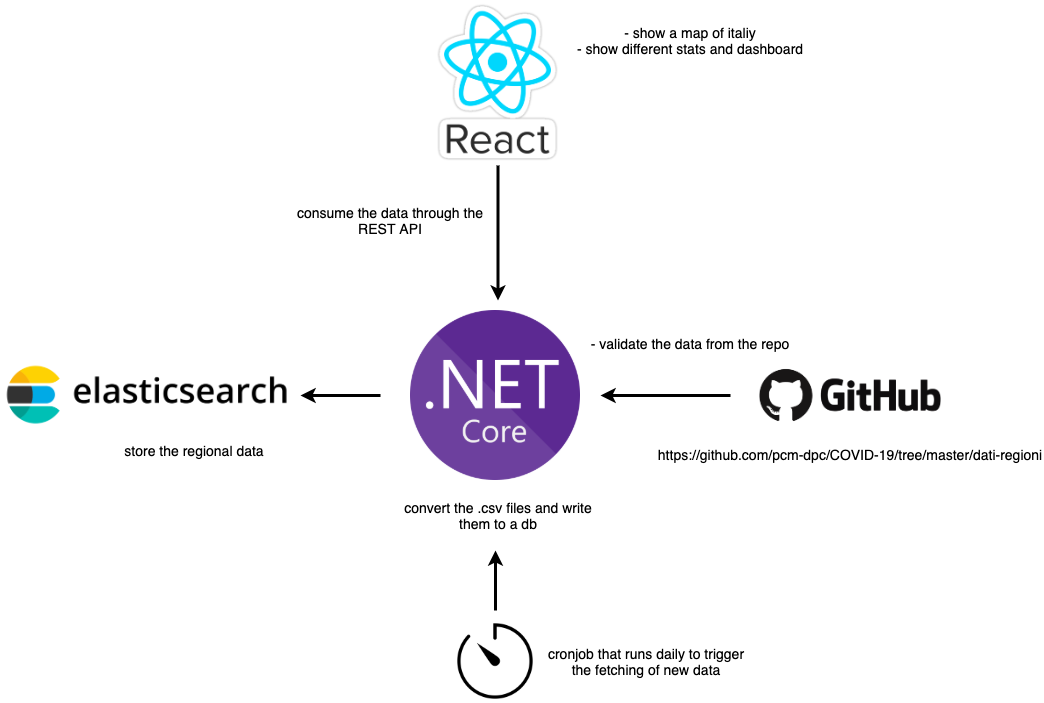 - show a map of italiy
- show different stats and dashboard
React
consume the data through the
REST API
.NET
Core
- validate the data from the repo
elasticsearch
GitHub
store the regional data
https://github.com/pcm-dpc/COVID-19/tree/master/dati-regioni
convert the .csv files and write
them to a db
cronjob that runs daily to trigger
the fetching of new data